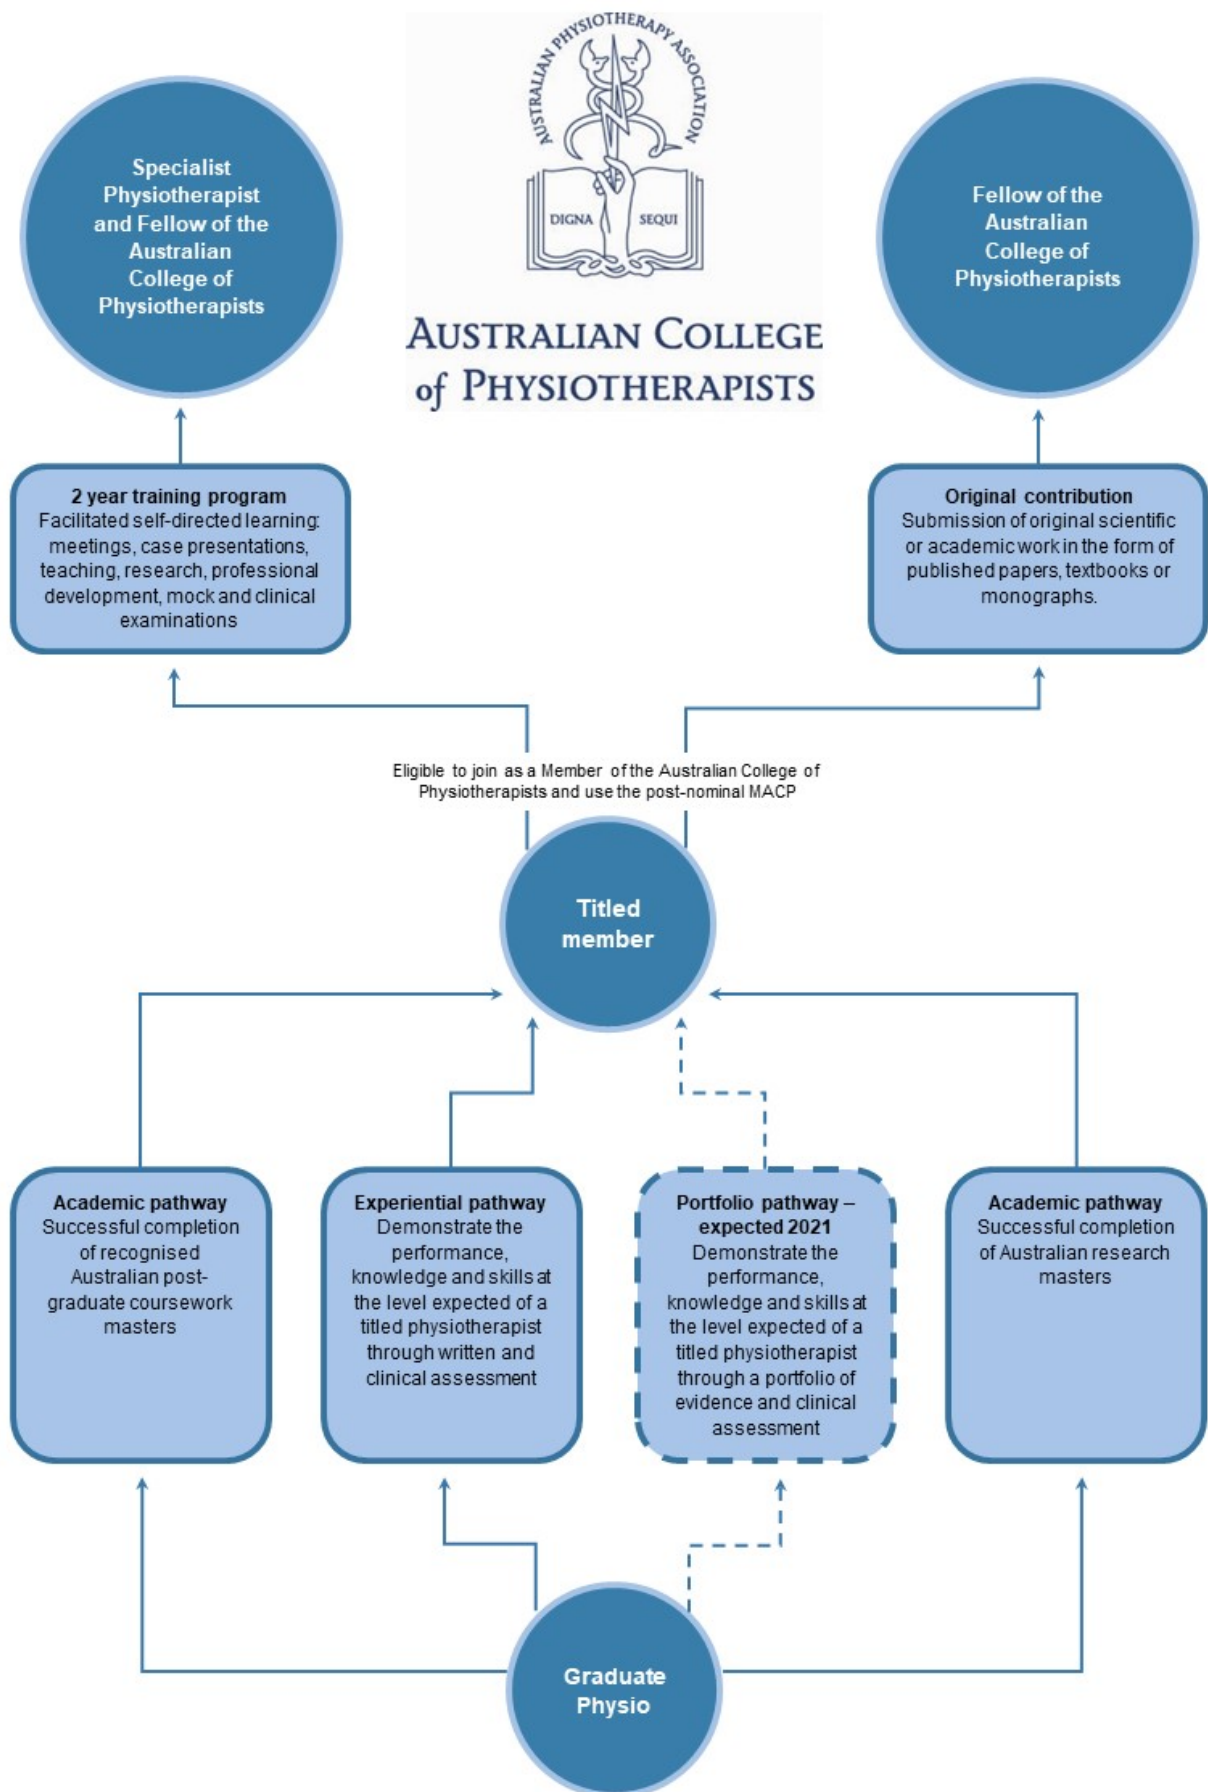 AUSTRALIAN PHYSIOTHERAPY ASSOCIATION
DIGNA SEQUI
AUSTRALIAN COLLEGE
of PHYSIOTHERAPISTS
Specialist
Physiotherapist
and Fellow of the
Australian
College of
Physiotherapists
Fellow of the
Australian
College of
Physiotherapists
2 year training program
Facilitated self-directed learning:
meetings, case presentations,
teaching, research, professional
development, mock and clinical
examinations
Original contribution
Submission of original scientific
or academic work in the form of
published papers, textbooks or
monographs.
Eligible to join as a Member of the Australian College of
Physiotherapists and use the post-nominal MACP
Titled
member
Academic pathway
Successful completion
of recognised
Australian post-
graduate coursework
masters
Experiential pathway
Demonstrate the
performance,
knowledge and skills at
the level expected of a
titled physiotherapist
through written and
clinical assessment
Portfolio pathway –
expected 2021
Demonstrate the
performance,
knowledge and skills at
the level expected of a
titled physiotherapist
through a portfolio of
evidence and clinical
assessment
Academic pathway
Successful completion
of Australian research
masters
Graduate
Physio